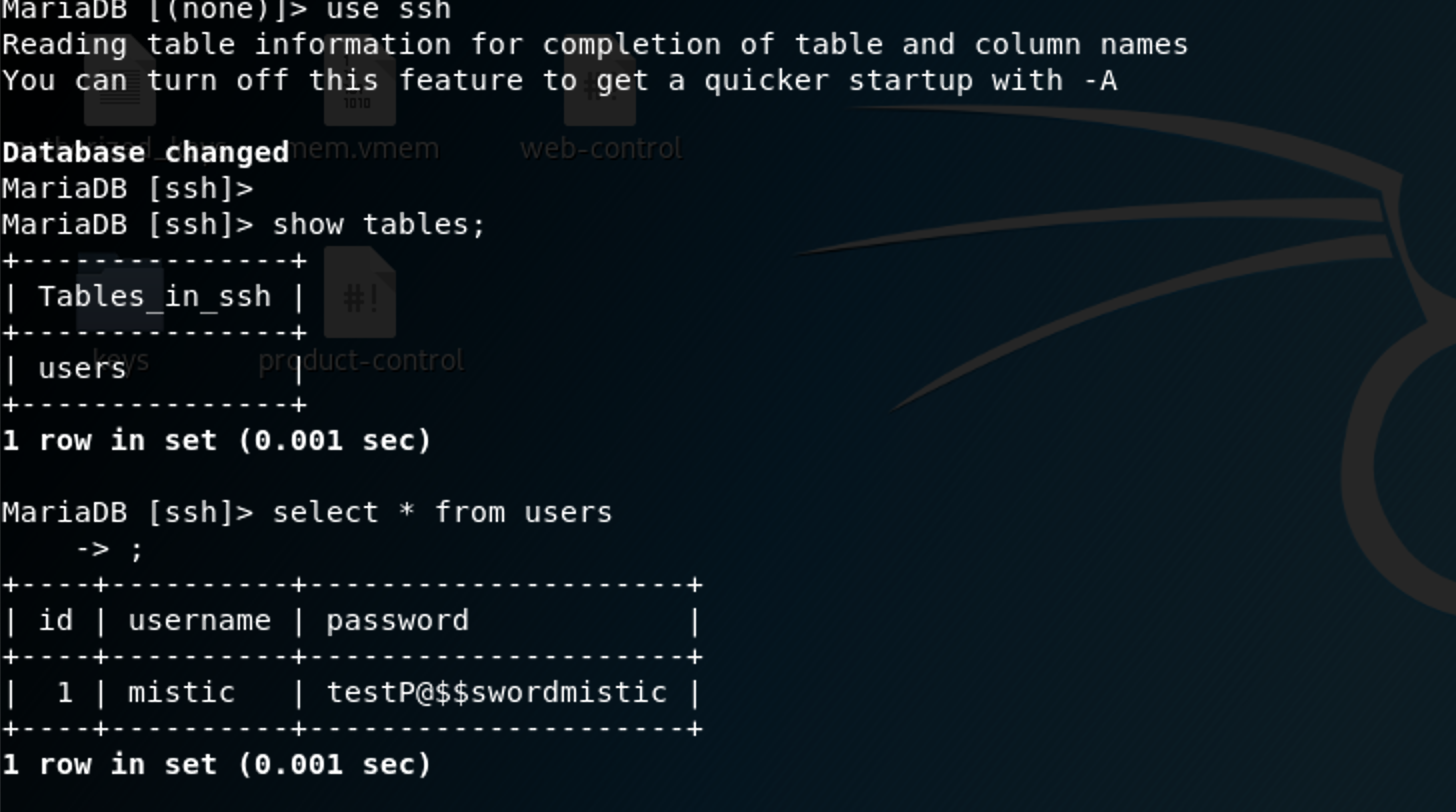 MariaDB [(none)]> use ssh
Reading table information for completion of table and column names
You can turn off this feature to get a quicker startup with -A
Database changed
mem.vmem
web-control
MariaDB [ssh]>
MariaDB [ssh]> show tables;
+---------------+
| Tables_in_ssh |
+---------------+
| users         |
keys
product-control
+---------------+
1 row in set (0.001 sec)
MariaDB [ssh]> select * from users
    -> ;
+----+----------+---------------------+
| id | username | password            |
+----+----------+---------------------+
|  1 | mistic   | testP@$$swordmistic |
+----+----------+---------------------+
1 row in set (0.001 sec)